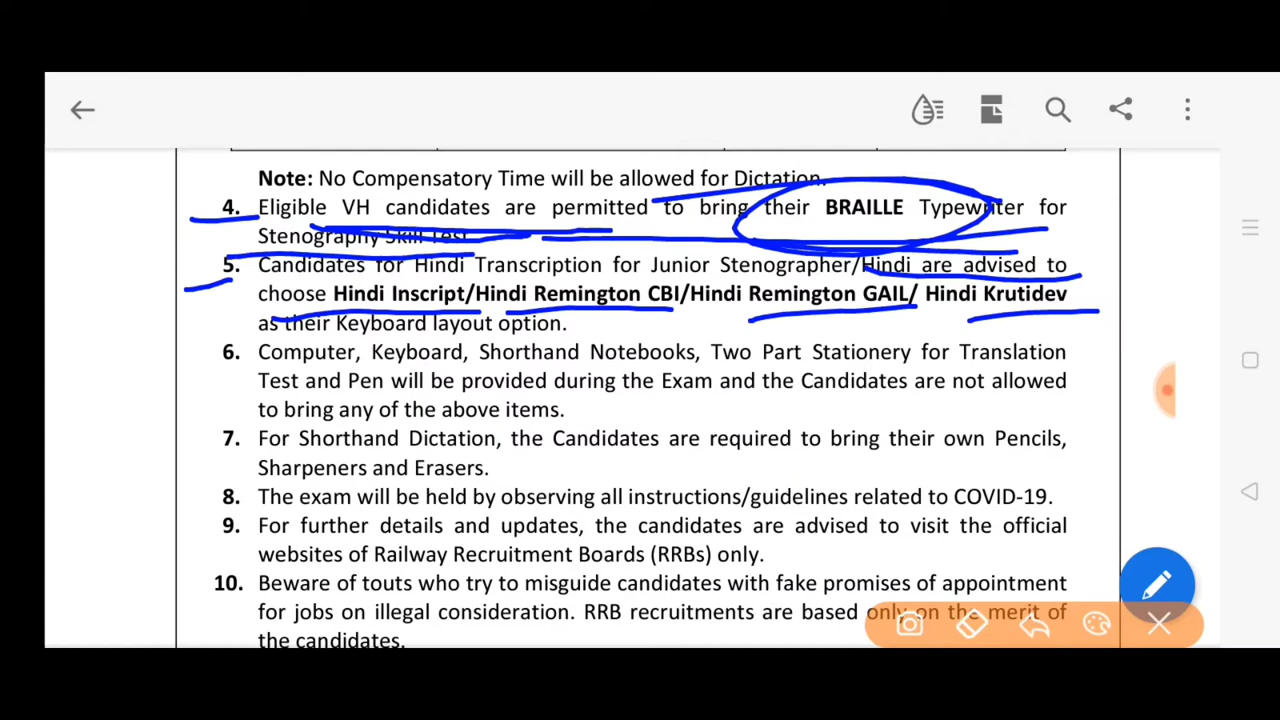 Note: No Compensatory Time will be allowed for Dictation.
4. Eligible VH candidates are permitted to bring their BRAILLE Typewriter for
Stenography Skill Test.
5. Candidates for Hindi Transcription for Junior Stenographer/Hindi are advised to
choose Hindi Inscript/Hindi Remington CBI/Hindi Remington GAIL/ Hindi Krutidev
as their Keyboard layout option.
6. Computer, Keyboard, Shorthand Notebooks, Two Part Stationery for Translation
Test and Pen will be provided during the Exam and the Candidates are not allowed
to bring any of the above items.
7. For Shorthand Dictation, the Candidates are required to bring their own Pencils,
Sharpeners and Erasers.
8. The exam will be held by observing all instructions/guidelines related to COVID-19.
9. For further details and updates, the candidates are advised to visit the official
websites of Railway Recruitment Boards (RRBs) only.
10. Beware of touts who try to misguide candidates with fake promises of appointment
for jobs on illegal consideration. RRB recruitments are based only on the merit of
the candidates.